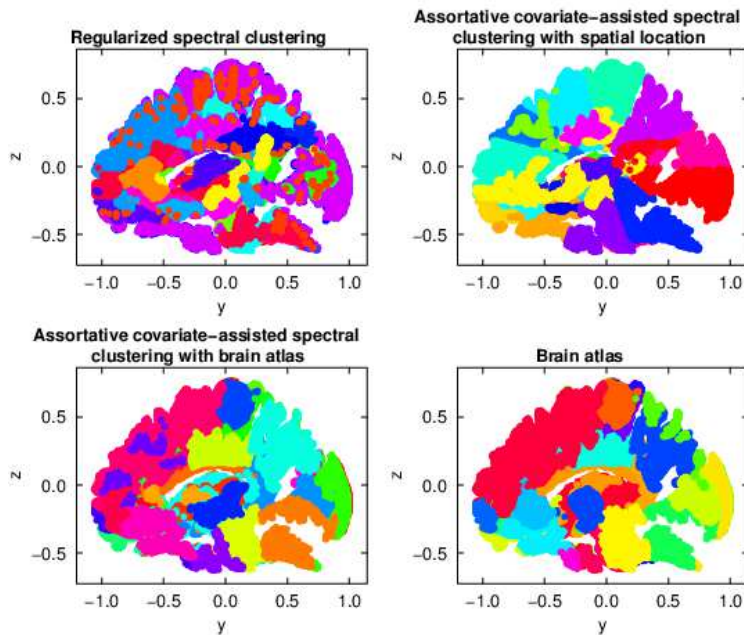 Regularized spectral clustering
Assortative covariate−assisted spectral
clustering with spatial location
z
0.5
0.0
−0.5
−1.0 −0.5 0.0 0.5 1.0
y
z
0.5
0.0
−0.5
−1.0 −0.5 0.0 0.5 1.0
y
Assortative covariate−assisted spectral
clustering with brain atlas
Brain atlas
z
0.5
0.0
−0.5
−1.0 −0.5 0.0 0.5 1.0
y
z
0.5
0.0
−0.5
−1.0 −0.5 0.0 0.5 1.0
y